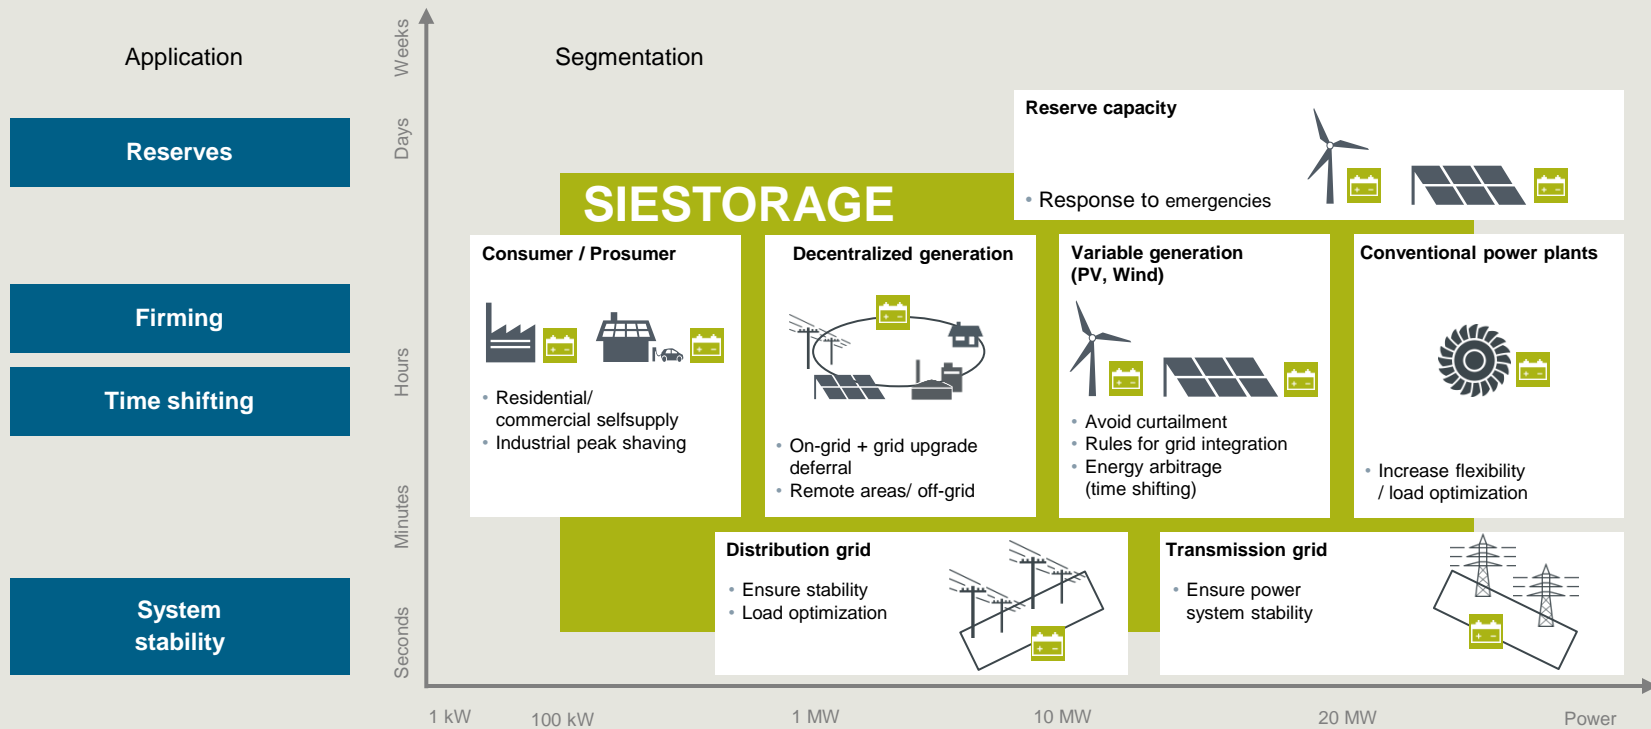 Application
Segmentation
Reserves
Firming
Time shifting
System
stability
Weeks
Days
Hours
Minutes
Seconds
Reserve capacity
• Response to emergencies
SIESTORAGE
Consumer / Prosumer
• Residential/
commercial selfsupply
• Industrial peak shaving
Decentralized generation
• On-grid + grid upgrade
deferral
• Remote areas/ off-grid
Variable generation
(PV, Wind)
• Avoid curtailment
• Rules for grid integration
• Energy arbitrage
(time shifting)
Conventional power plants
• Increase flexibility
/ load optimization
Distribution grid
• Ensure stability
• Load optimization
Transmission grid
• Ensure power
system stability
1 kW
100 kW
1 MW
10 MW
20 MW
Power